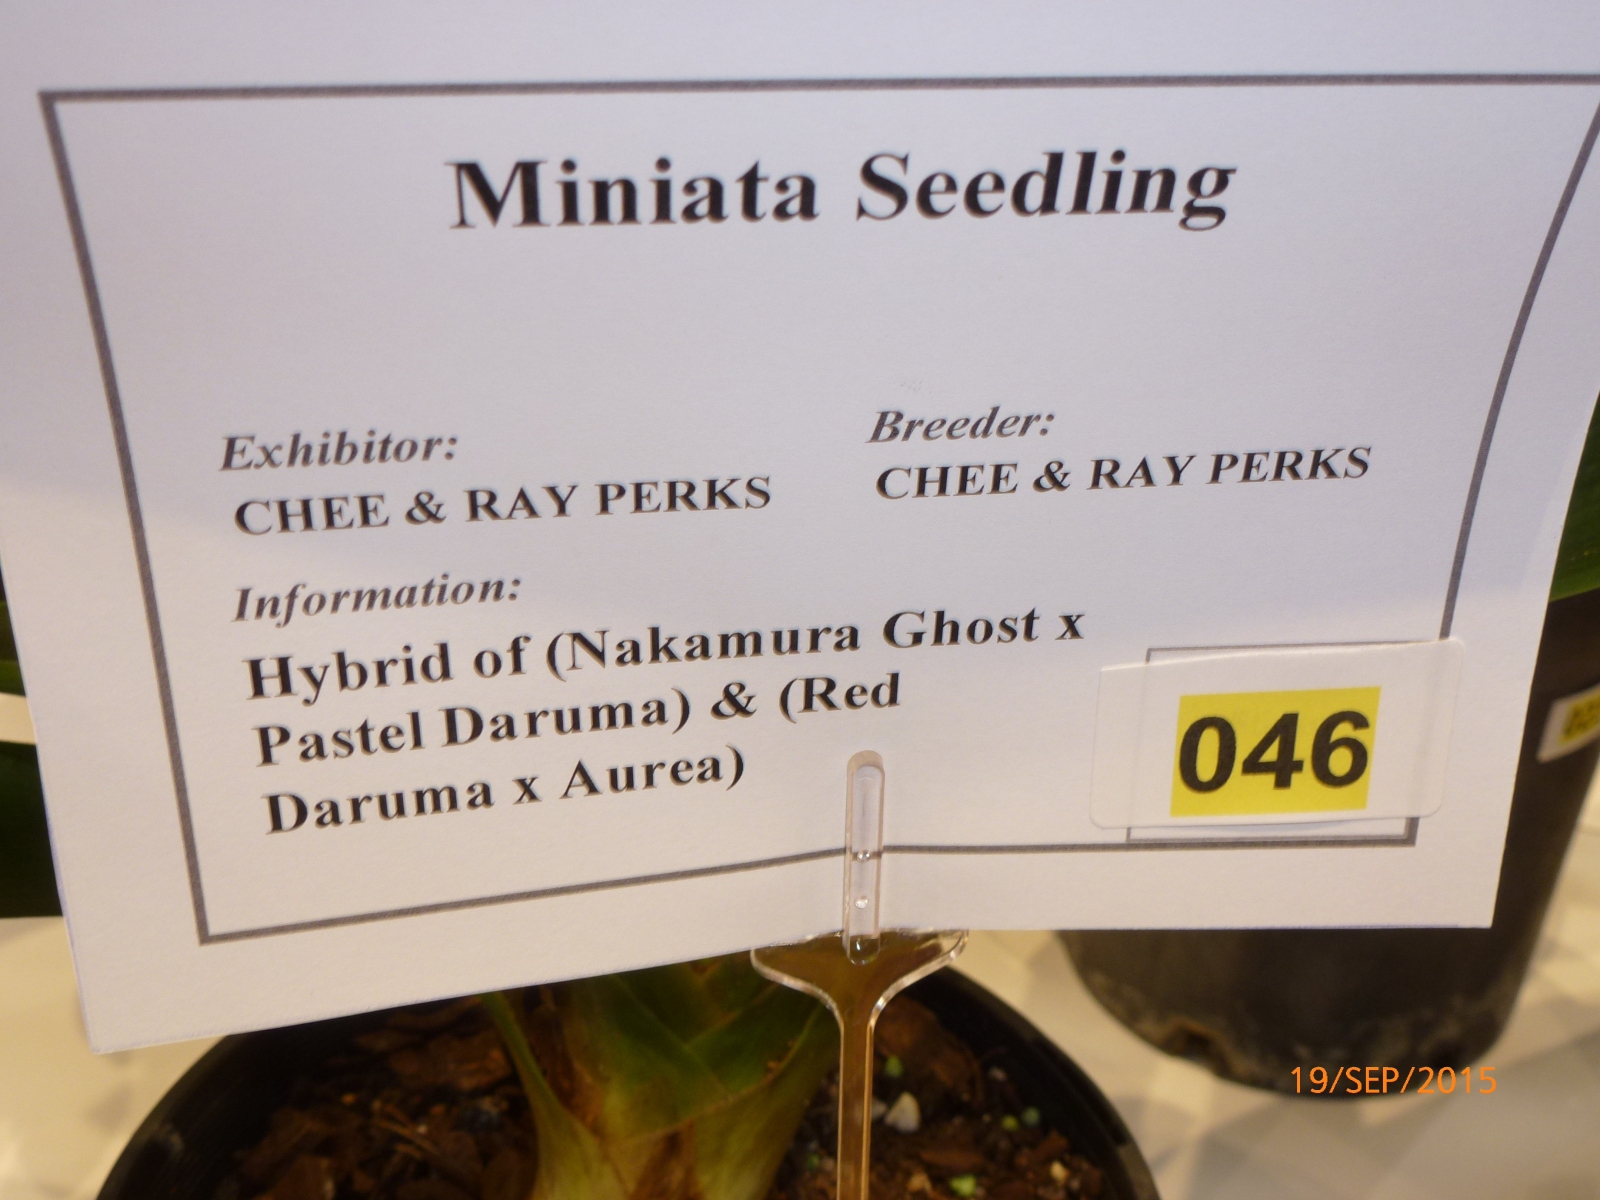 Miniata Seedling
Exhibitor:
CHEE & RAY PERKS
Breeder:
CHEE & RAY PERKS
Information:
Hybrid of (Nakamura Ghost x
Pastel Daruma) & (Red
Daruma x Aurea)
046
19/SEP/2015